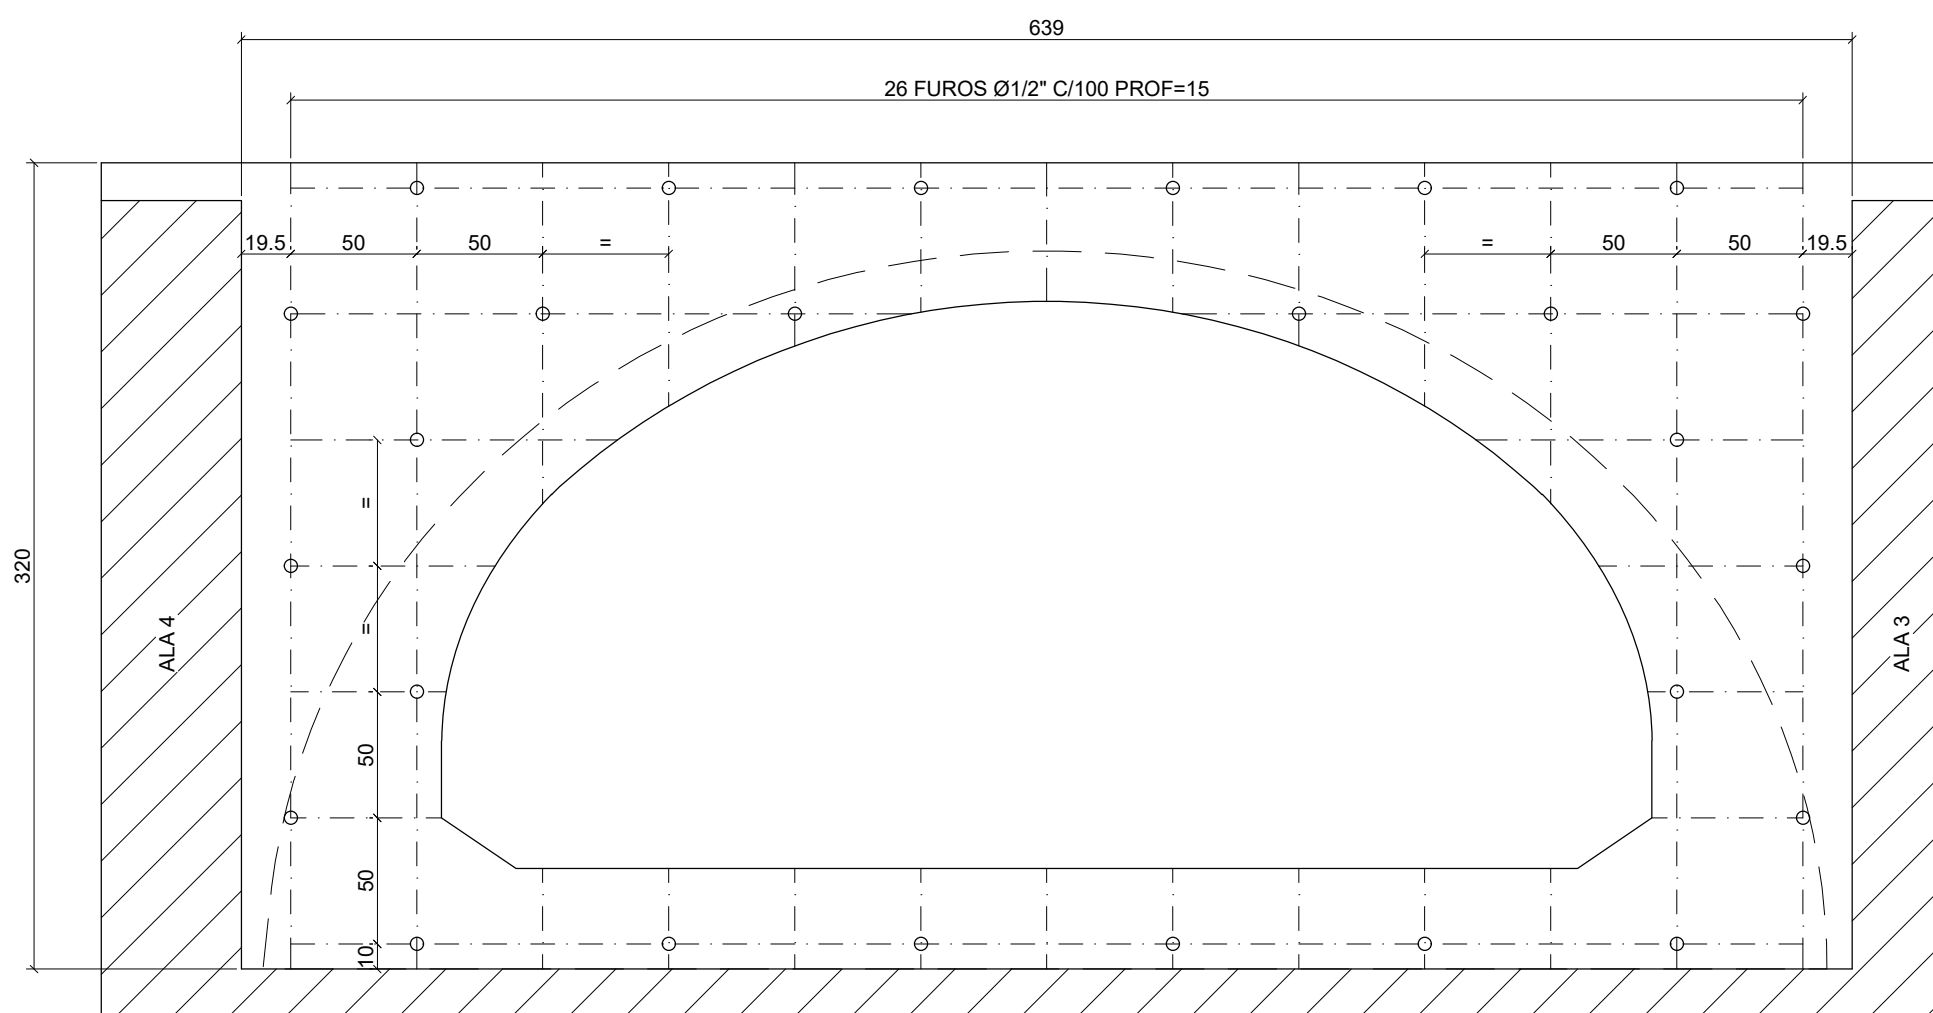 639
26 FUROS Ø1/2" C/100 PROF=15
19.5 50 50 = = 50 50 19.5
=
320
=
ALA 4
ALA 3
50
50
10